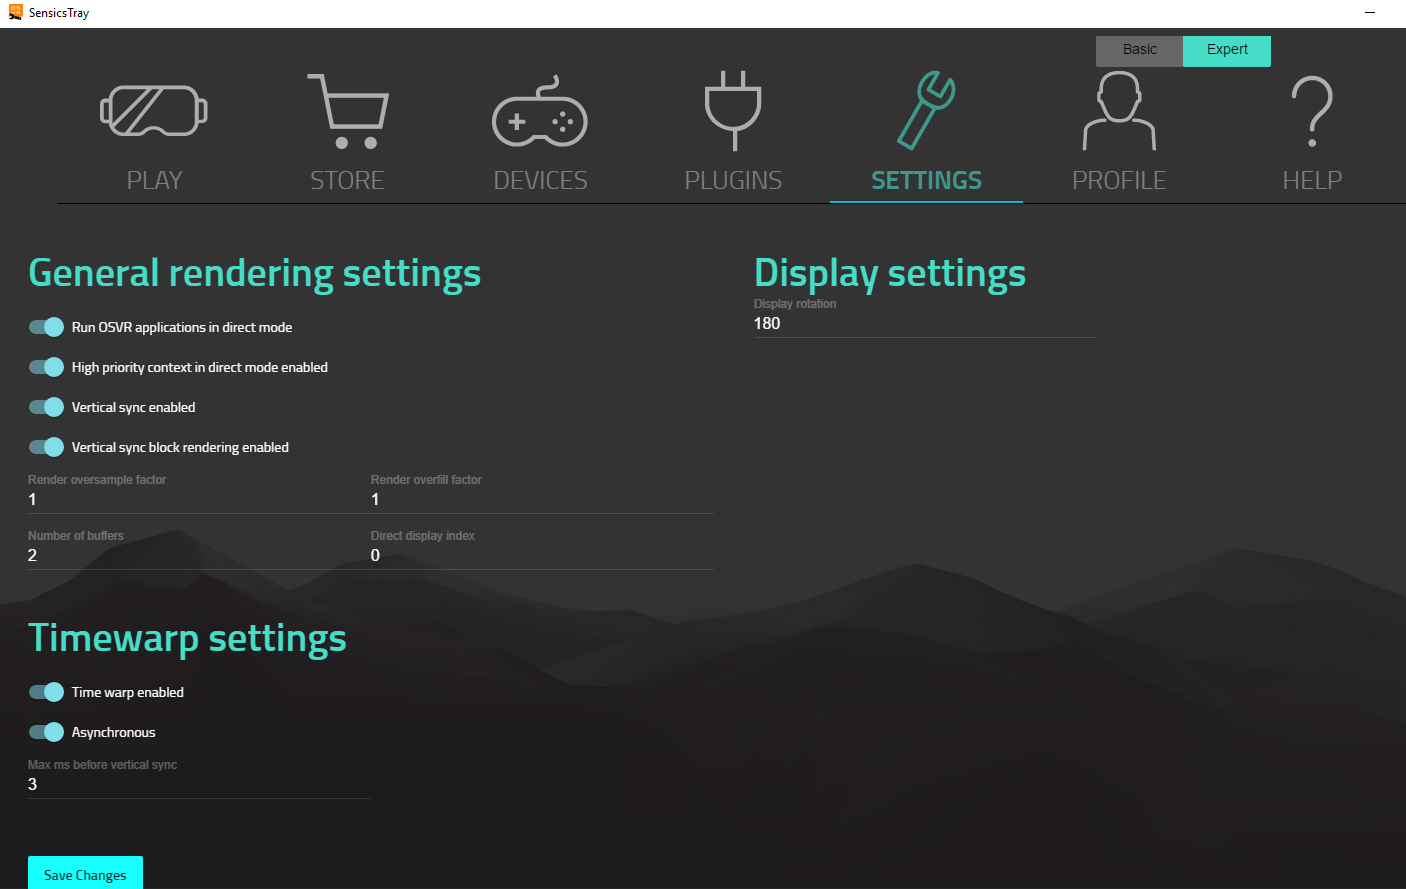 SensicsTray
Basic
Expert
PLAY
STORE
DEVICES
PLUGINS
SETTINGS
PROFILE
HELP
General rendering settings
Run OSVR applications in direct mode
High priority context in direct mode enabled
Vertical sync enabled
Vertical sync block rendering enabled
Render oversample factor
1
Render overfill factor
1
Number of buffers
2
Direct display index
0
Timewarp settings
Time warp enabled
Asynchronous
Max ms before vertical sync
3
Save Changes
Display settings
Display rotation
180